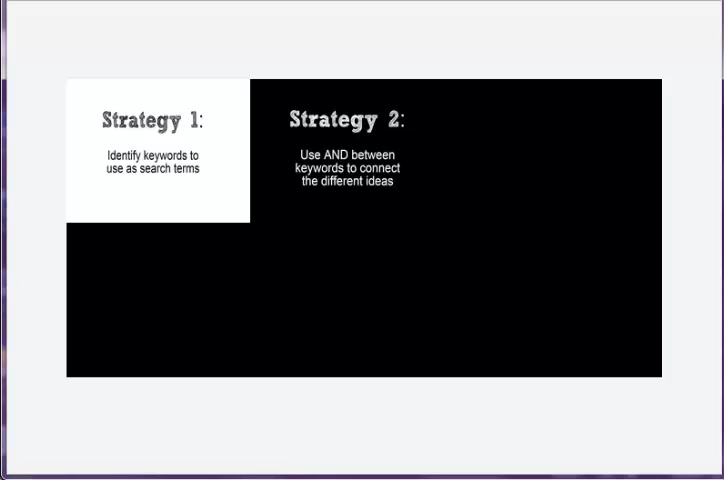 Strategy 1:
Identify keywords to
use as search terms
Strategy 2:
Use AND between
keywords to connect
the different ideas